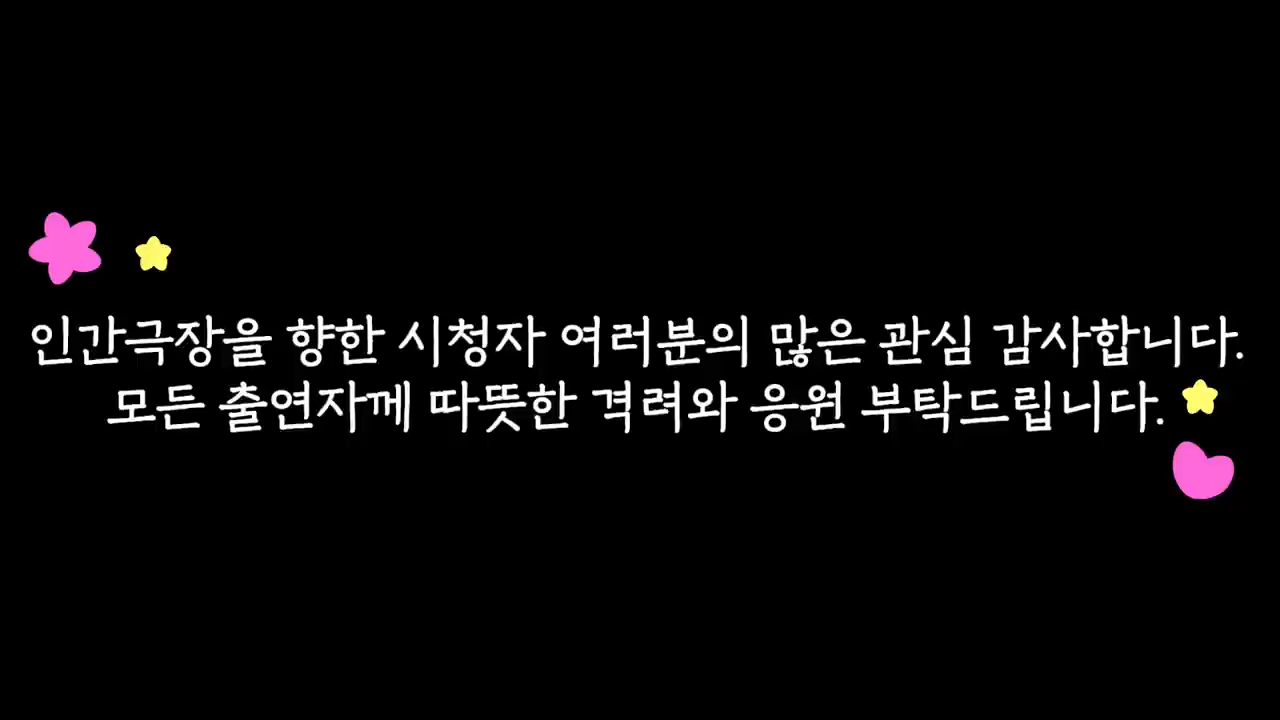 인간극장을 향한 시청자 여러분의 많은 관심 감사합니다.
모든 출연자께 따뜻한 격려와 응원 부탁드립니다.